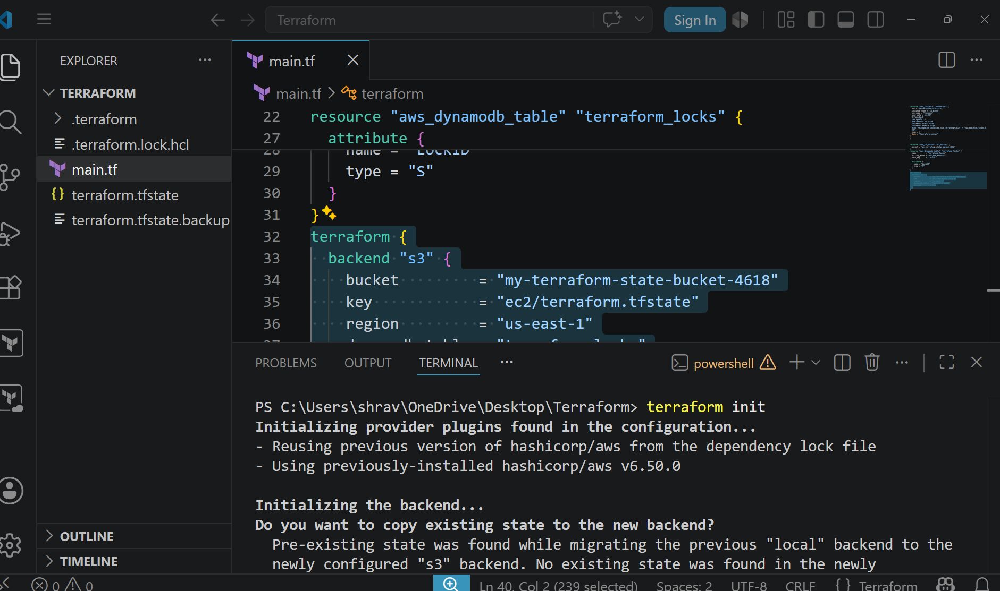 Terraform
Sign In
EXPLORER
TERRAFORM
.terraform
.terraform.lock.hcl
main.tf
terraform.tfstate
terraform.tfstate.backup
OUTLINE
TIMELINE
main.tf
main.tf > terraform
22 resource "aws_dynamodb_table" "terraform_locks" {
27 attribute {
28 name = "LockID"
29 type = "S"
30 }
31 }
32 terraform {
33 backend "s3" {
34 bucket = "my-terraform-state-bucket-4618"
35 key = "ec2/terraform.tfstate"
36 region = "us-east-1"
PROBLEMS OUTPUT TERMINAL
powershell
PS C:\Users\shrav\OneDrive\Desktop\Terraform> terraform init
Initializing provider plugins found in the configuration...
- Reusing previous version of hashicorp/aws from the dependency lock file
- Using previously-installed hashicorp/aws v6.50.0
Initializing the backend...
Do you want to copy existing state to the new backend?
Pre-existing state was found while migrating the previous "local" backend to the
newly configured "s3" backend. No existing state was found in the newly
0 0 Ln 40, Col 2 (239 selected) Spaces: 2 UTF-8 CRLF { } Terraform